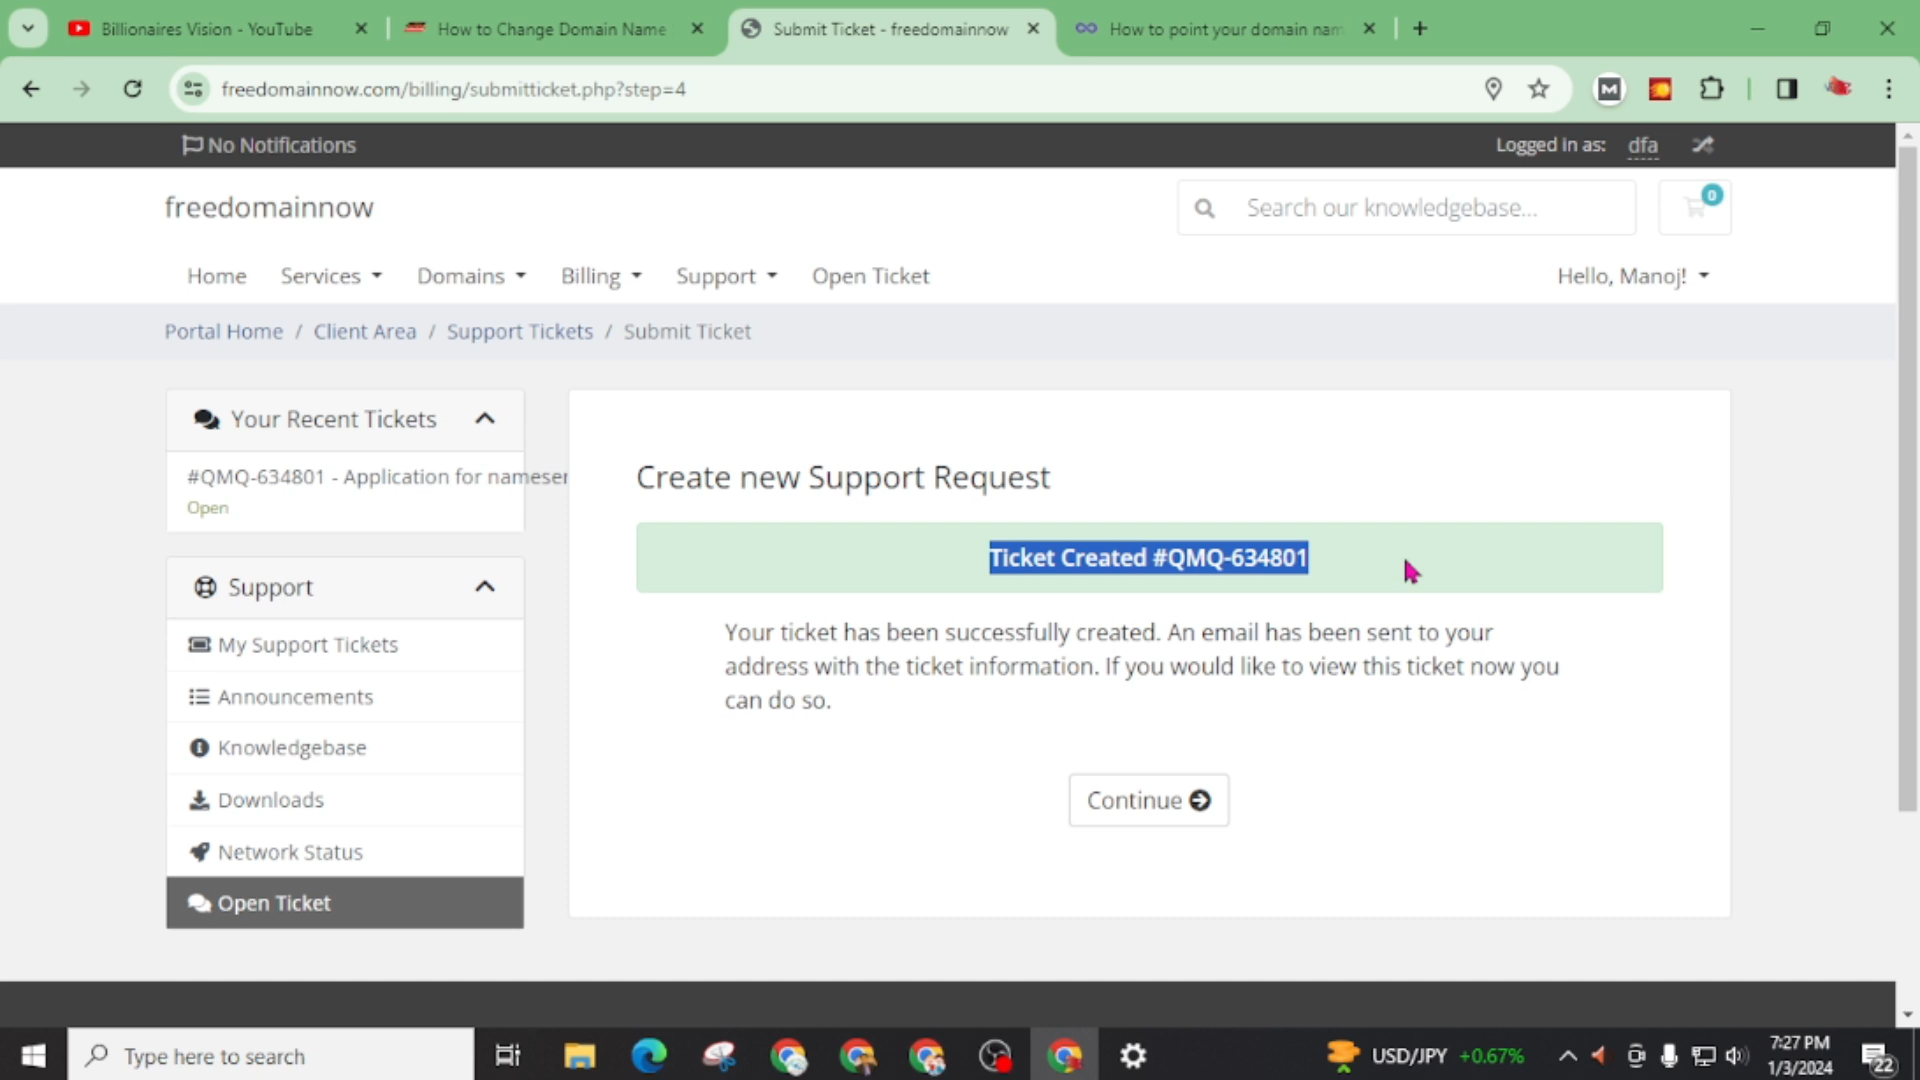 Billionaires Vision - YouTube
How to Change Domain Name
Submit Ticket - freedomainnow
How to point your domain nam
freedomainnow.com/billing/submitticket.php?step=4
No Notifications
Logged in as: dfa
freedomainnow
Search our knowledgebase...
0
Home
Services
Domains
Billing
Support
Open Ticket
Hello, Manoj!
Portal Home / Client Area / Support Tickets / Submit Ticket
Your Recent Tickets
#QMQ-634801 - Application for nameser
Open
Support
My Support Tickets
Announcements
Knowledgebase
Downloads
Network Status
Open Ticket
Create new Support Request
Ticket Created #QMQ-634801
Your ticket has been successfully created. An email has been sent to your
address with the ticket information. If you would like to view this ticket now you
can do so.
Continue
Type here to search
USD/JPY +0.67%
7:27 PM
1/3/2024
22